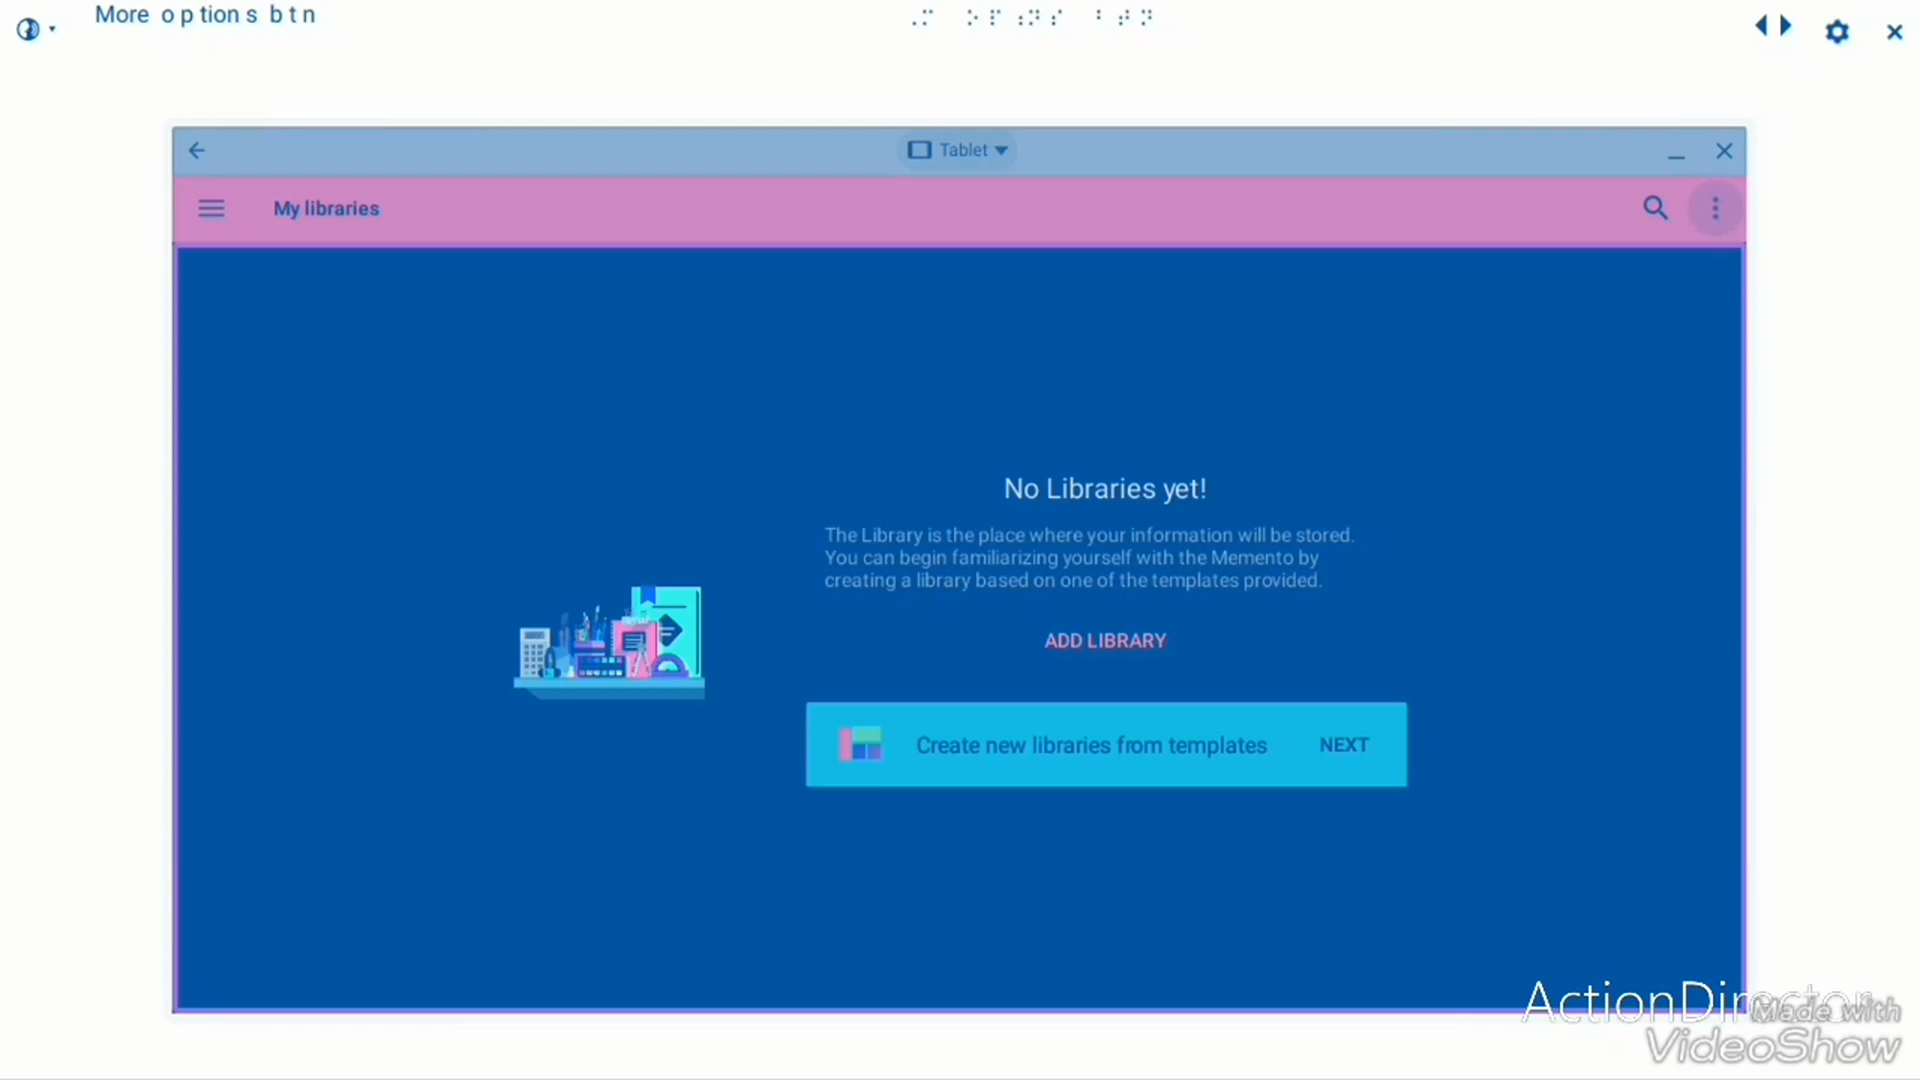 More options btn
Tablet
My libraries
No Libraries yet!
The Library is the place where your information will be stored.
You can begin familiarizing yourself with the Memento by
creating a library based on one of the templates provided.
ADD LIBRARY
Create new libraries from templates NEXT
ActionDirector
Made with
VideoShow